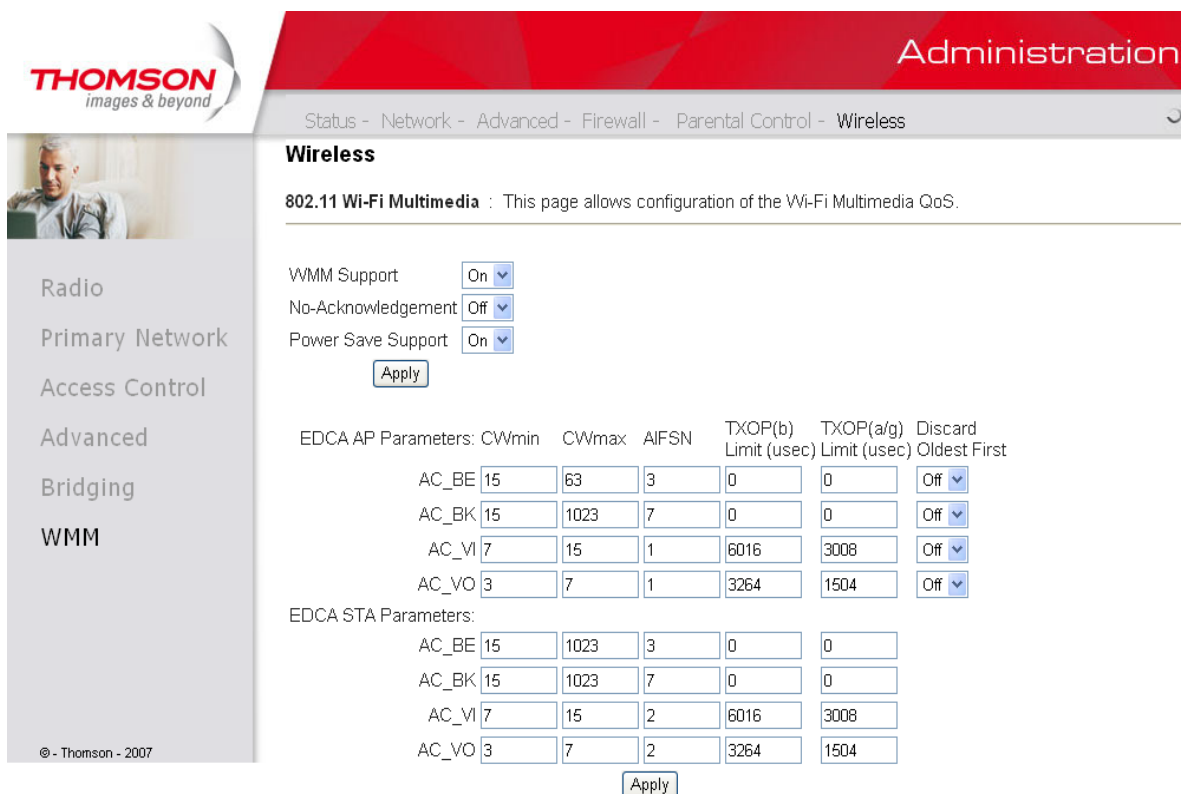 Administration
THOMSON
images & beyond
Status - Network - Advanced - Firewall - Parental Control - Wireless
Wireless
802.11 Wi-Fi Multimedia : This page allows configuration of the Wi-Fi Multimedia QoS.
Radio
Primary Network
Access Control
Advanced
Bridging
WMM
© - Thomson - 2007
WMM Support On
No-Acknowledgement Off
Power Save Support On
Apply
EDCA AP Parameters: CWmin CWmax AIFSN TXOP(b) Limit (usec) TXOP(a/g) Limit (usec) Discard Oldest First
AC_BE 15 63 3 0 0 Off
AC_BK 15 1023 7 0 0 Off
AC_VI 7 15 1 6016 3008 Off
AC_VO 3 7 1 3264 1504 Off
EDCA STA Parameters:
AC_BE 15 1023 3 0 0
AC_BK 15 1023 7 0 0
AC_VI 7 15 2 6016 3008
AC_VO 3 7 2 3264 1504
Apply